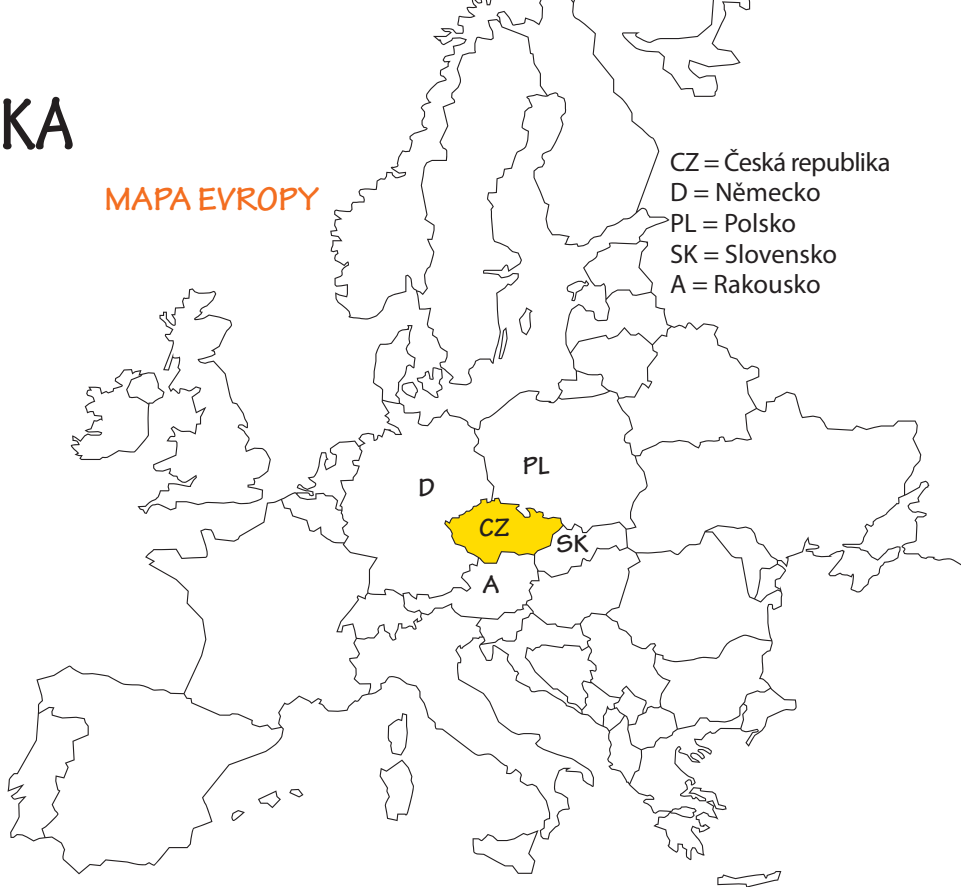 KA
MAPA EVROPY
CZ = Česká republika
D = Německo
PL = Polsko
SK = Slovensko
A = Rakousko
PL
D
CZ
SK
A